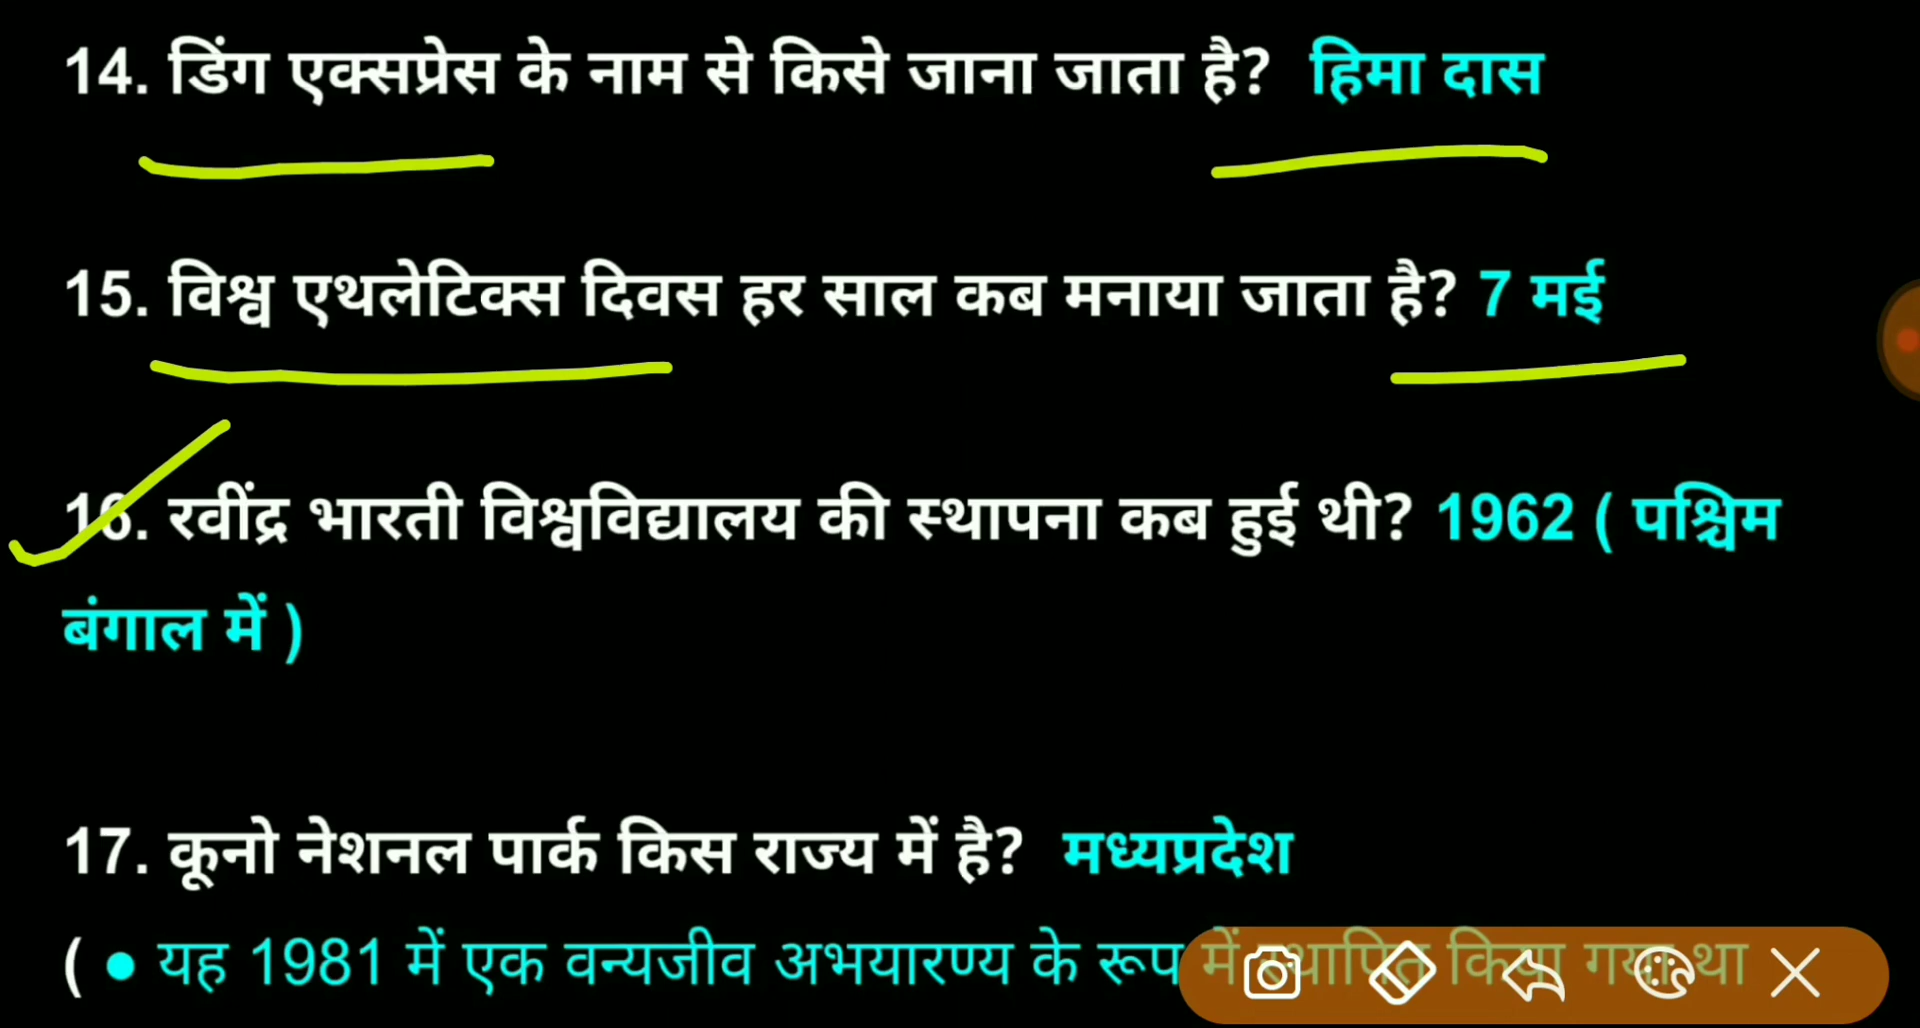 14. डिंग एक्सप्रेस के नाम से किसे जाना जाता है? हिमा दास
15. विश्व एथलेटिक्स दिवस हर साल कब मनाया जाता है? 7 मई
16. रवींद्र भारती विश्वविद्यालय की स्थापना कब हुई थी? 1962 ( पश्चिम
बंगाल में )
17. कूनो नेशनल पार्क किस राज्य में है? मध्यप्रदेश
( • यह 1981 में एक वन्यजीव अभयारण्य के रूप में स्थापित किया गया था